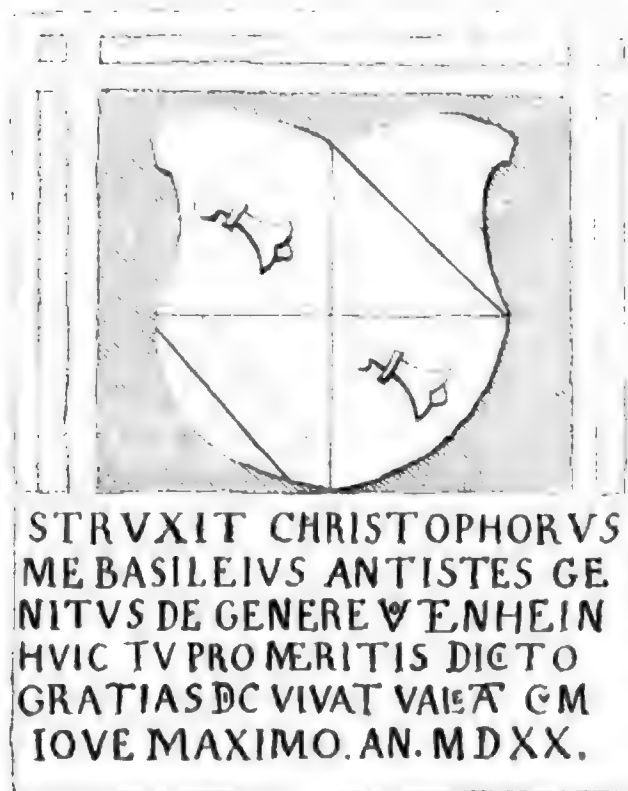 STRVXIT CHRISTOPHORVS
ME BASILEIVS ANTISTES GE
NITVS DE GENERE VTENHEIN
HVIC TV PRO MERITIS DICTO
GRATIAS DC VIVAT VALEAT CM
IOVE MAXIMO. AN. MDXX.